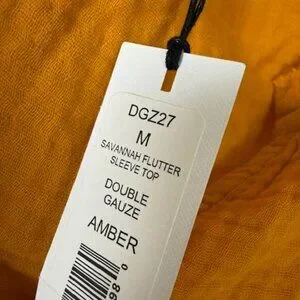 DGZ27
M
SAVANNAH FLUTTER
SLEEVE TOP
DOUBLE
GAUZE
AMBER